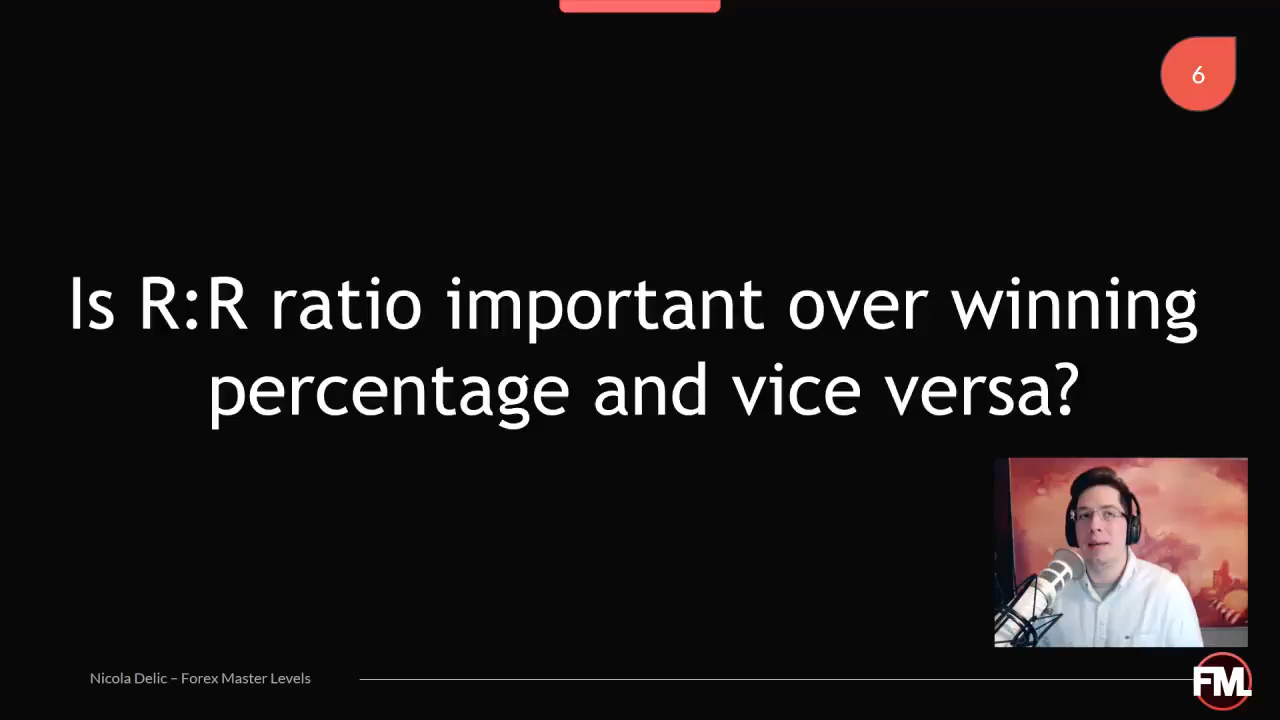 6
Is R:R ratio important over winning
percentage and vice versa?
Nicola Delic – Forex Master Levels
FML